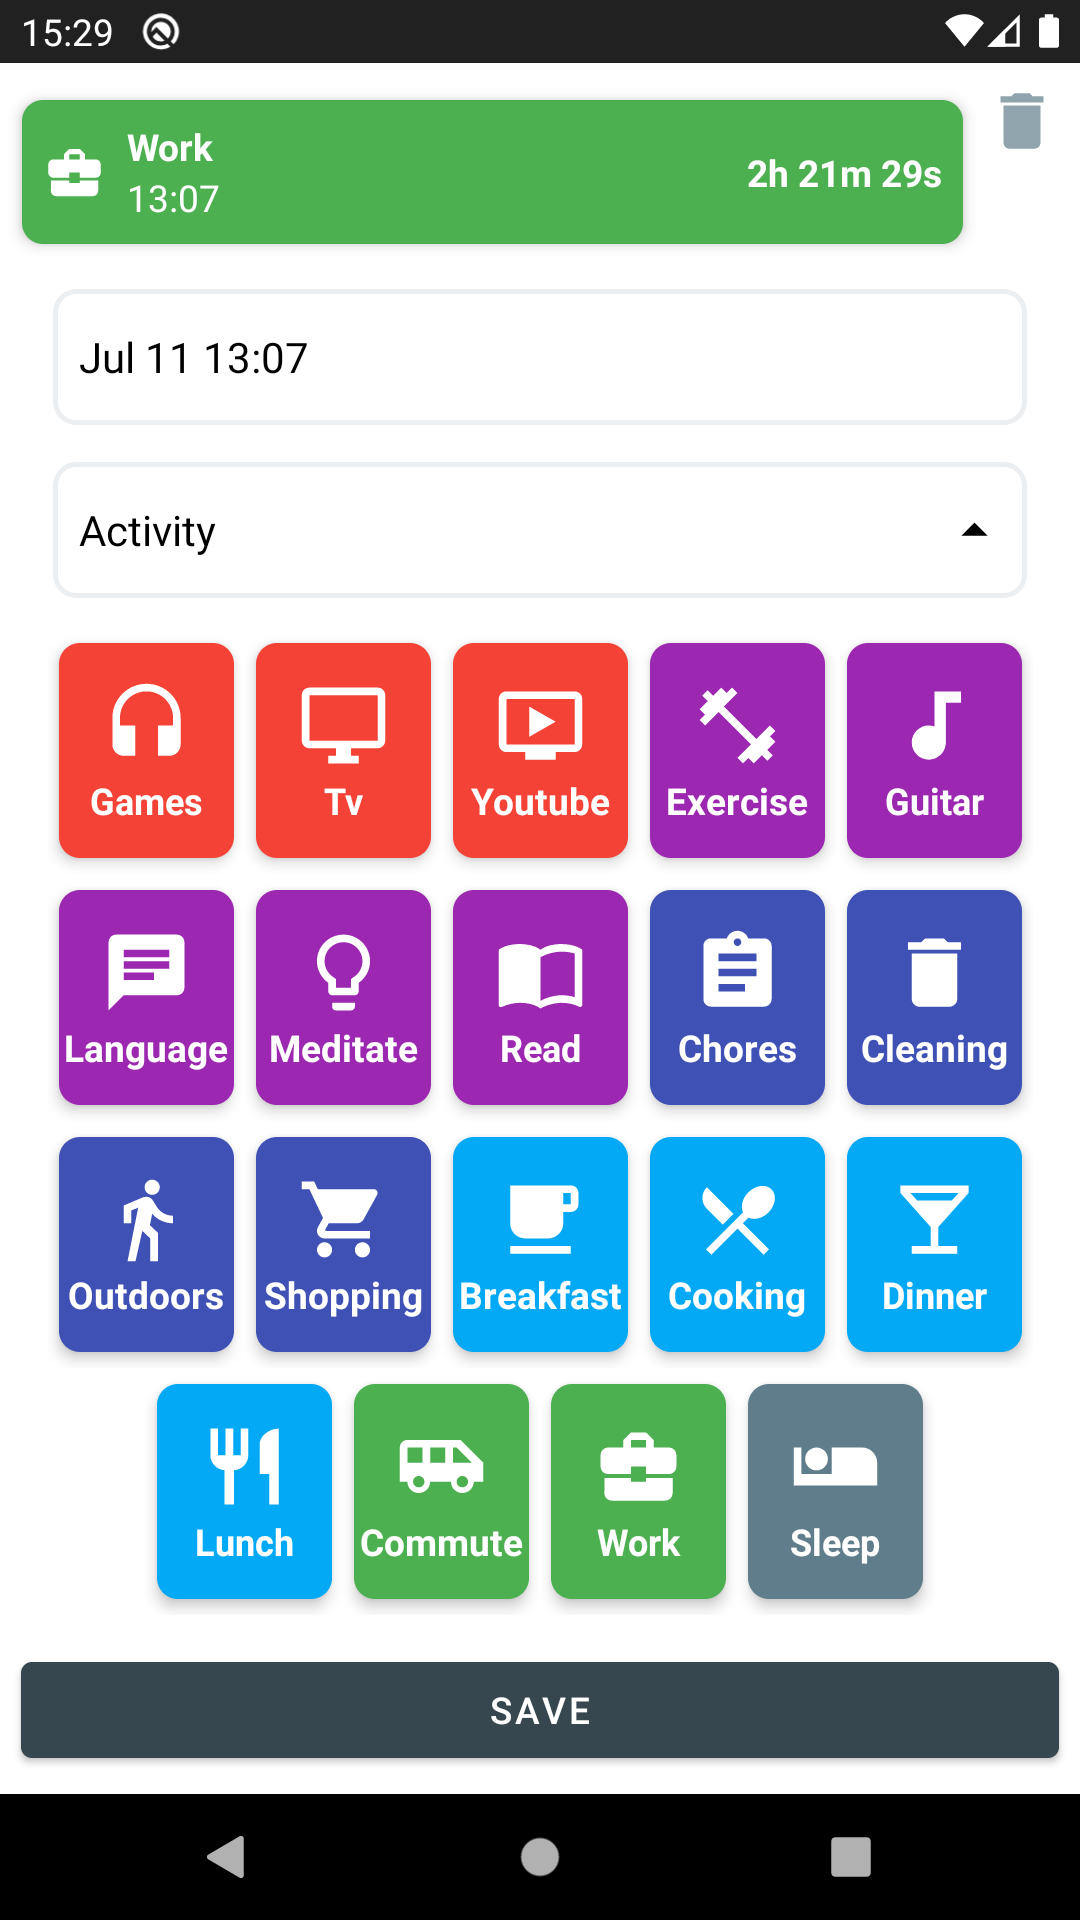 15:29
Work
13:07
2h 21m 29s
Jul 11 13:07
Activity
Games
Tv
Youtube
Exercise
Guitar
Language
Meditate
Read
Chores
Cleaning
Outdoors
Shopping
Breakfast
Cooking
Dinner
Lunch
Commute
Work
Sleep
SAVE